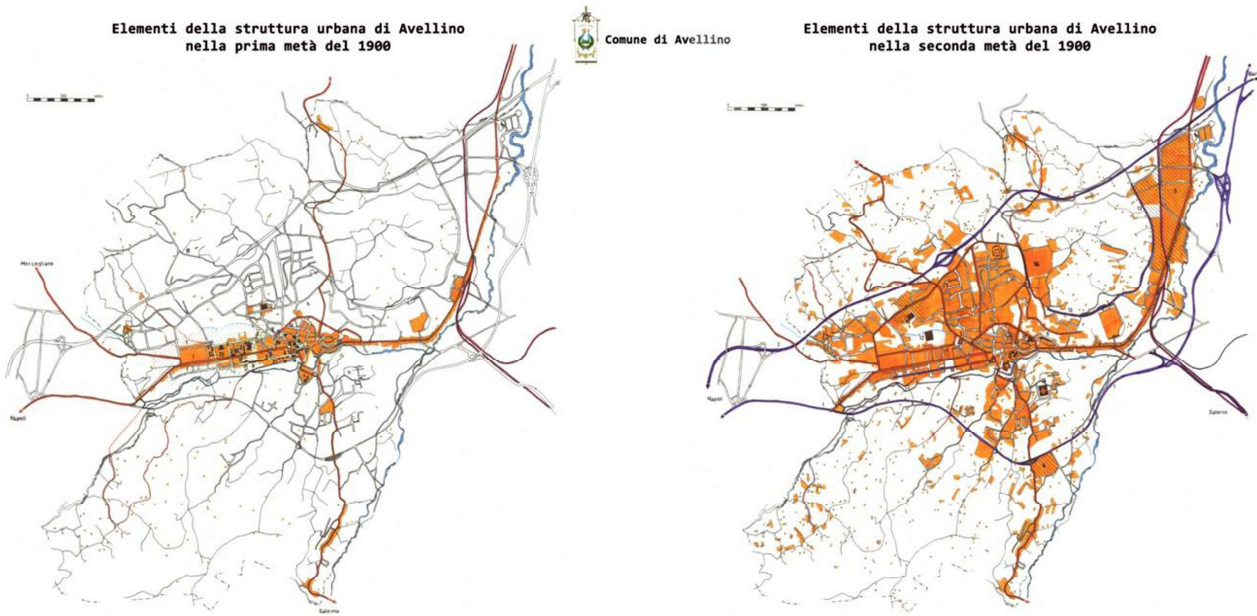 Elementi della struttura urbana di Avellino
nella prima metà del 1900
Comune di Avellino
Elementi della struttura urbana di Avellino
nella seconda metà del 1900
Mercogliano
Napoli
Salerno
Napoli
Salerno